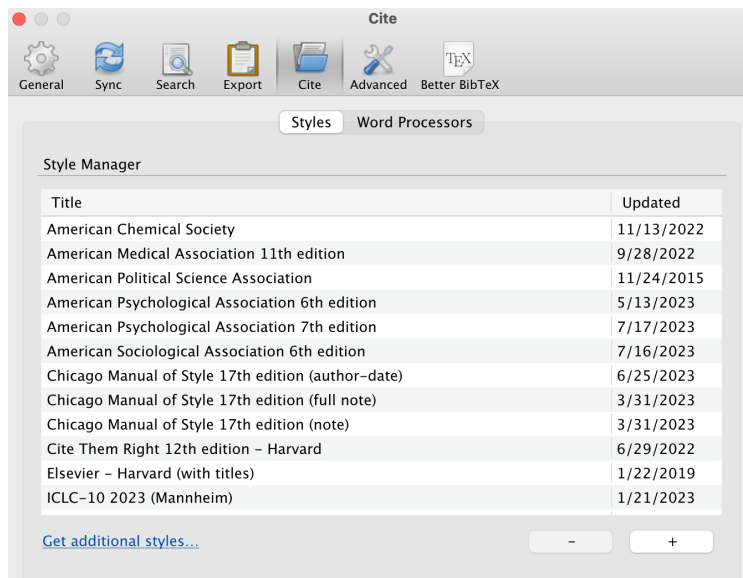 Cite
General Sync Search Export Cite Advanced Better BibTeX
TEX
Styles Word Processors
Style Manager
Title Updated
American Chemical Society 11/13/2022
American Medical Association 11th edition 9/28/2022
American Political Science Association 11/24/2015
American Psychological Association 6th edition 5/13/2023
American Psychological Association 7th edition 7/17/2023
American Sociological Association 6th edition 7/16/2023
Chicago Manual of Style 17th edition (author-date) 6/25/2023
Chicago Manual of Style 17th edition (full note) 3/31/2023
Chicago Manual of Style 17th edition (note) 3/31/2023
Cite Them Right 12th edition - Harvard 6/29/2022
Elsevier - Harvard (with titles) 1/22/2019
ICLC-10 2023 (Mannheim) 1/21/2023
Get additional styles... - +